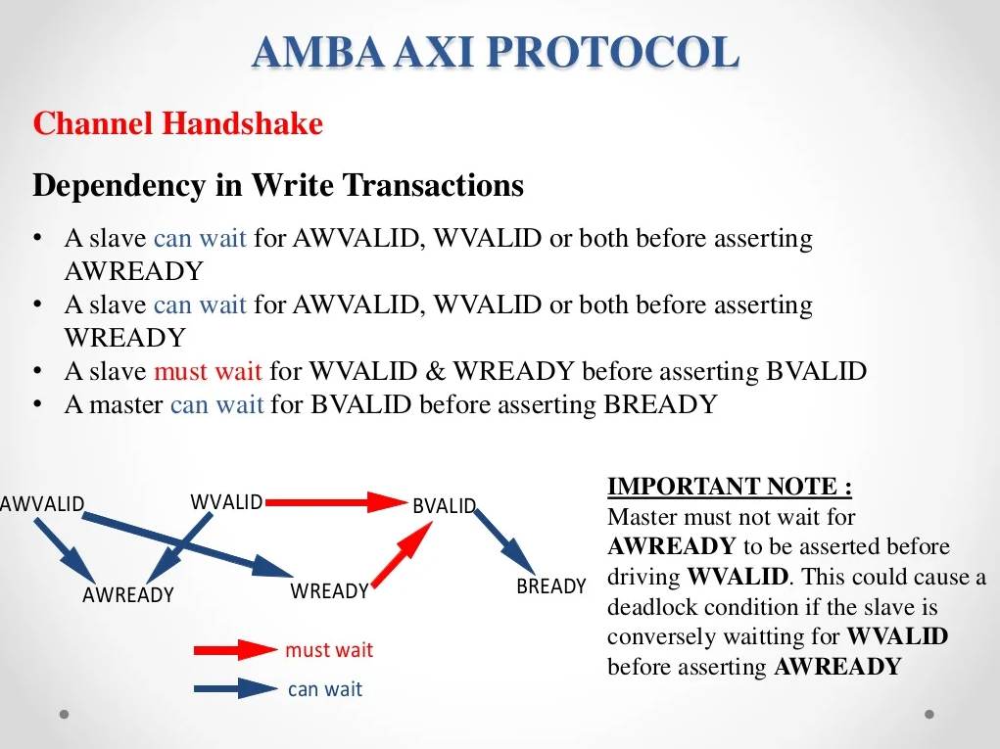 AMBA AXI PROTOCOL
Channel Handshake
Dependency in Write Transactions
• A slave can wait for AWVALID, WVALID or both before asserting
AWREADY
• A slave can wait for AWVALID, WVALID or both before asserting
WREADY
• A slave must wait for WVALID & WREADY before asserting BVALID
• A master can wait for BVALID before asserting BREADY
AWVALID
WVALID
BVALID
AWREADY
WREADY
BREADY
must wait
can wait
IMPORTANT NOTE :
Master must not wait for
AWREADY to be asserted before
driving WVALID. This could cause a
deadlock condition if the slave is
conversely waitting for WVALID
before asserting AWREADY